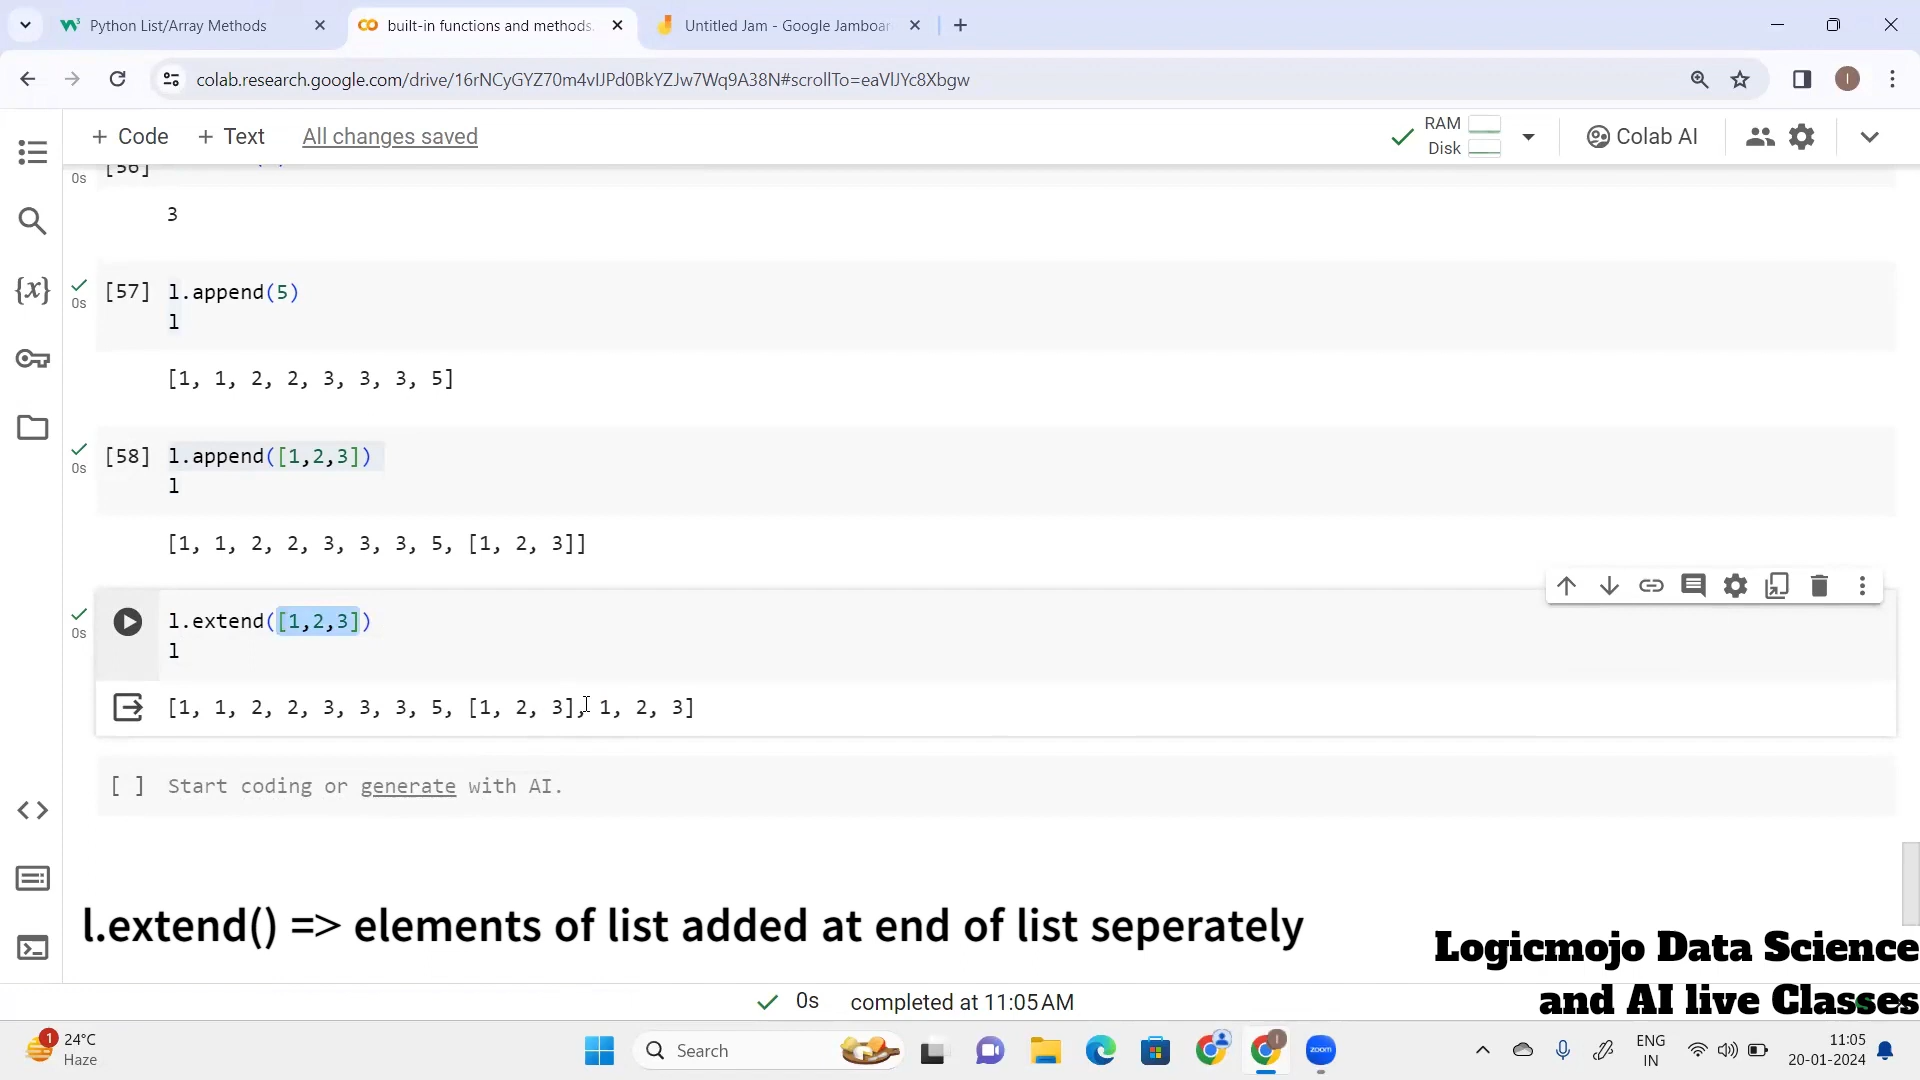 Python List/Array Methods
built-in functions and methods.
Untitled Jam - Google Jamboar
colab.research.google.com/drive/16rNCyGYZ70m4vlJPd0BkYZJw7Wq9A38N#scrollTo=eaVlJYc8Xbgw
+ Code + Text All changes saved
RAM
Disk
Colab AI
0s [56]
3
[57] l.append(5)
0s
l
[1, 1, 2, 2, 3, 3, 3, 5]
[58] l.append([1,2,3])
0s
l
[1, 1, 2, 2, 3, 3, 3, 5, [1, 2, 3]]
l.extend([1,2,3])
0s
l
[1, 1, 2, 2, 3, 3, 3, 5, [1, 2, 3], 1, 2, 3]
[ ] Start coding or generate with AI.
l.extend() => elements of list added at end of list seperately
Logicmojo Data Science
and AI live Classes
0s completed at 11:05 AM
1
24°C
Haze
Search
zoom
ENG
IN
11:05
20-01-2024